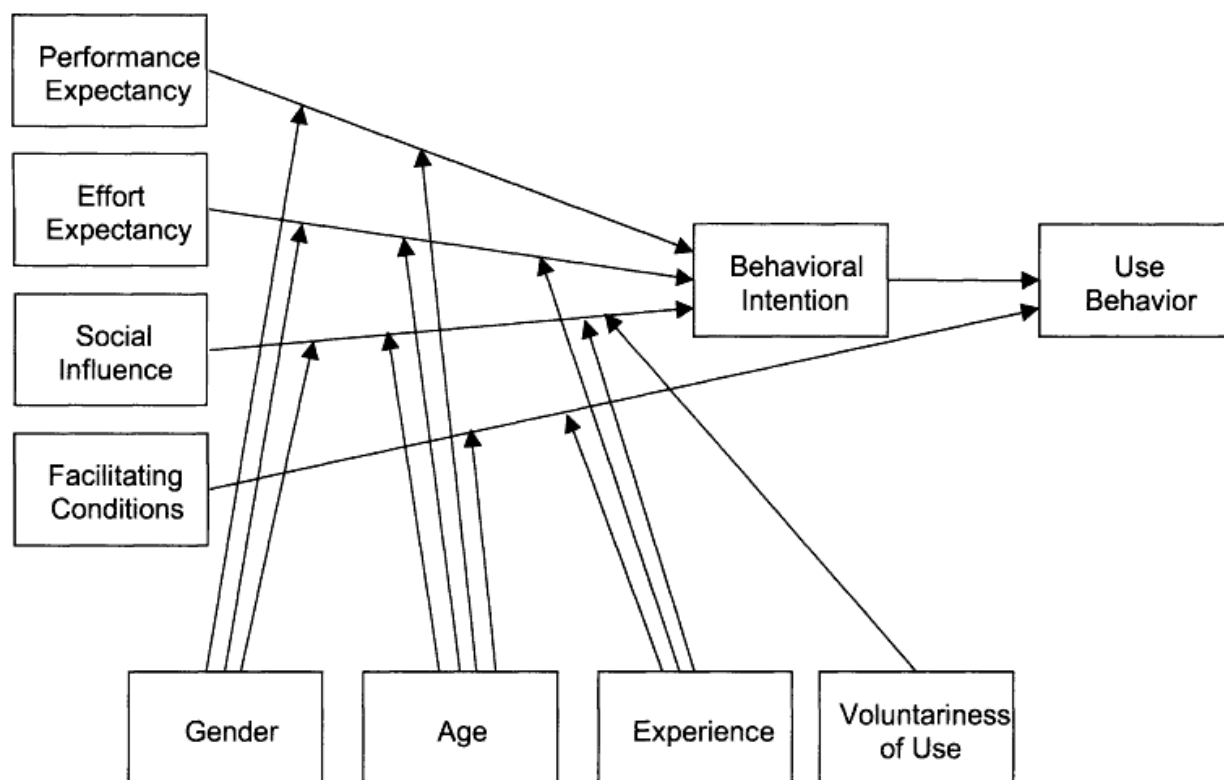 Performance
Expectancy
Effort
Expectancy
Social
Influence
Facilitating
Conditions
Behavioral
Intention
Use
Behavior
Gender
Age
Experience
Voluntariness
of Use